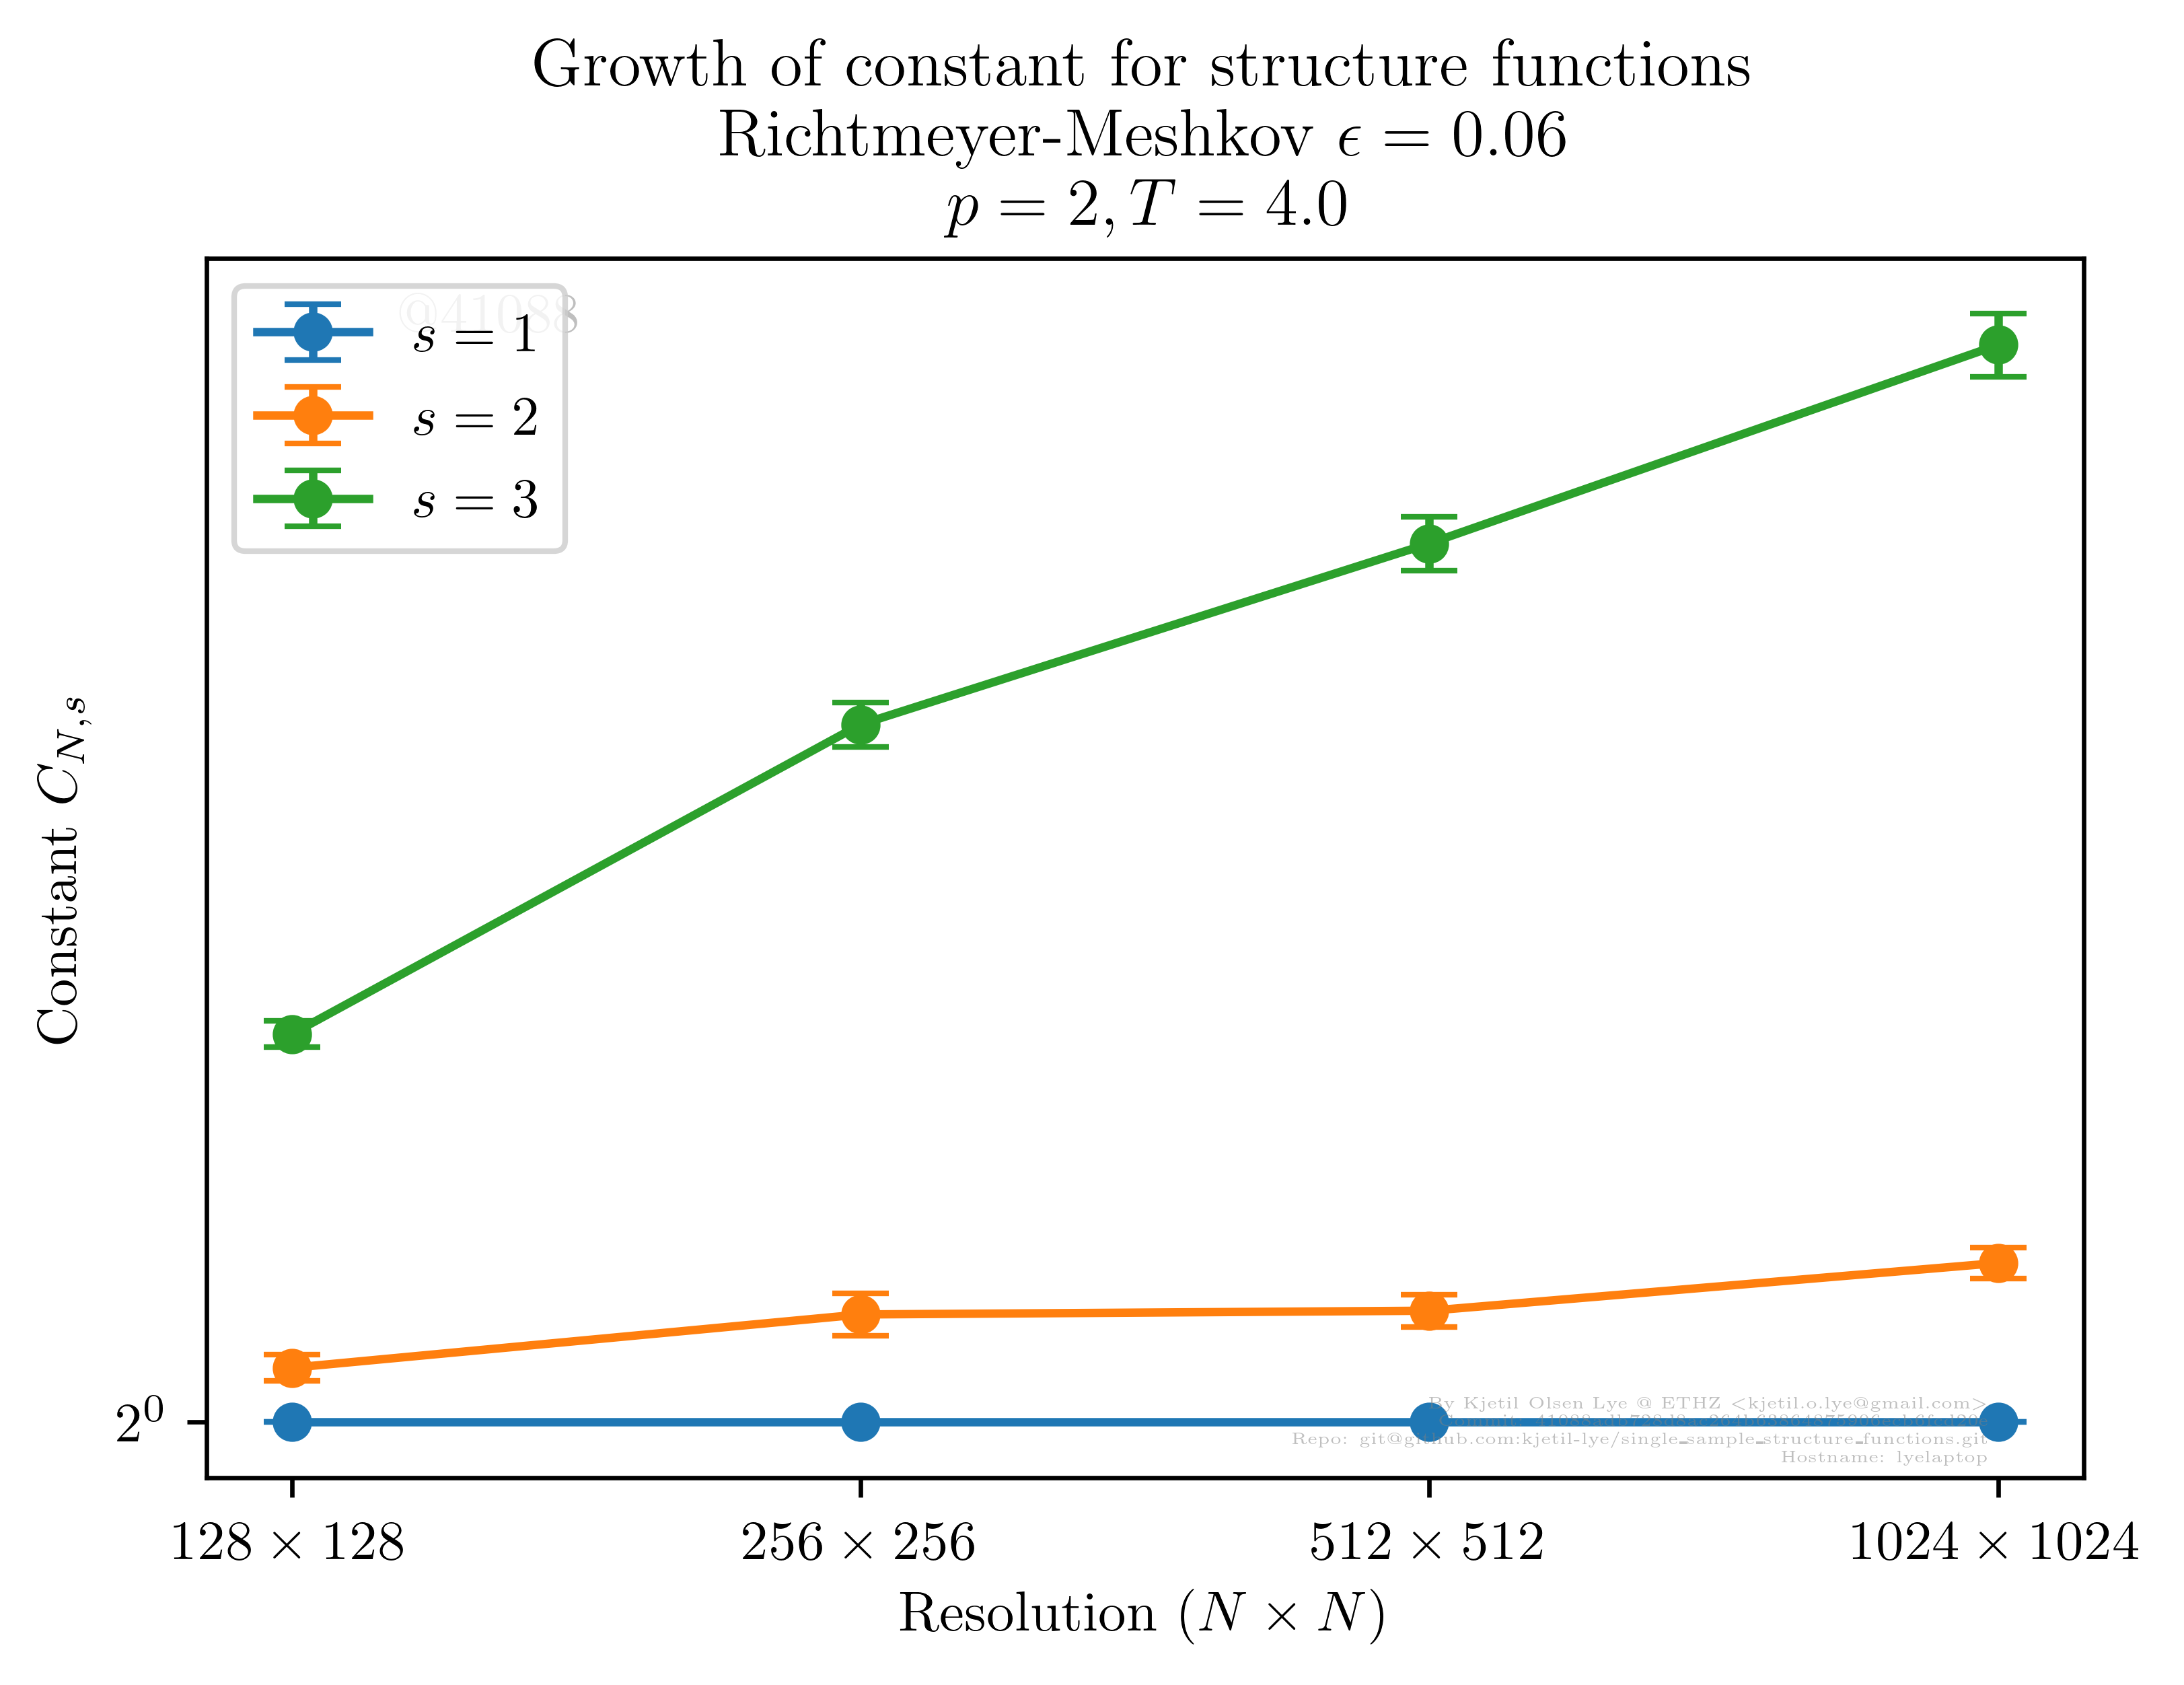 Growth of constant for structure functions
Richtmeyer-Meshkov ϵ = 0.06
p = 2, T = 4.0
@41088
s = 1
s = 2
s = 3
Constant C_{N,s}
2^0
By Kjetil Olsen Lye @ ETHZ <kjetil.o.lye@gmail.com>
Repo: git@github.com:kjetil-lye/single_sample_structure_functions.git
Hostname: lyelaptop
128 × 128
256 × 256
512 × 512
1024 × 1024
Resolution (N × N)